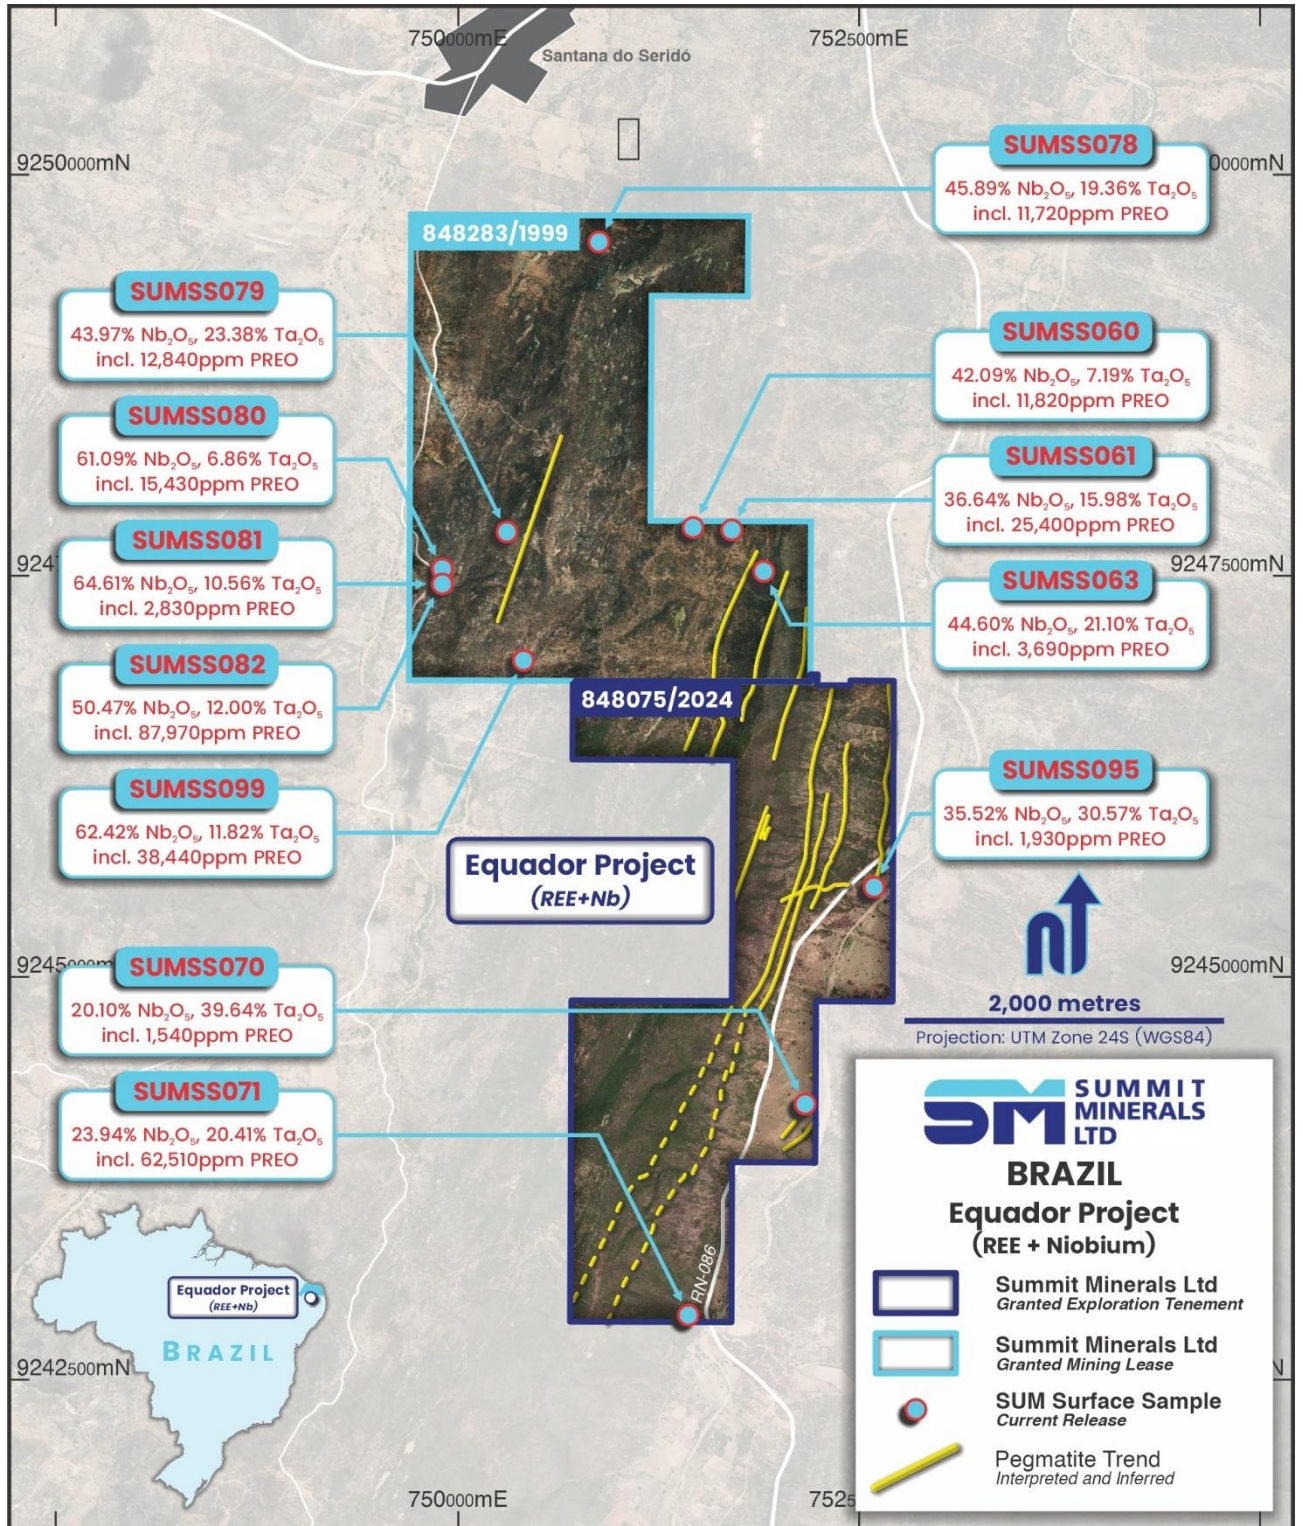 750000mE
752500mE
Santana do Seridó
9250000mN
0000mN
SUMSS078
45.89% Nb₂O₅, 19.36% Ta₂O₅
incl. 11,720ppm PREO
848283/1999
SUMSS079
43.97% Nb₂O₅, 23.38% Ta₂O₅
incl. 12,840ppm PREO
SUMSS060
42.09% Nb₂O₅, 7.19% Ta₂O₅
incl. 11,820ppm PREO
SUMSS080
61.09% Nb₂O₅, 6.86% Ta₂O₅
incl. 15,430ppm PREO
SUMSS061
36.64% Nb₂O₅, 15.98% Ta₂O₅
incl. 25,400ppm PREO
SUMSS081
64.61% Nb₂O₅, 10.56% Ta₂O₅
incl. 2,830ppm PREO
9247
9247500mN
SUMSS063
44.60% Nb₂O₅, 21.10% Ta₂O₅
incl. 3,690ppm PREO
SUMSS082
50.47% Nb₂O₅, 12.00% Ta₂O₅
incl. 87,970ppm PREO
848075/2024
SUMSS099
62.42% Nb₂O₅, 11.82% Ta₂O₅
incl. 38,440ppm PREO
SUMSS095
35.52% Nb₂O₅, 30.57% Ta₂O₅
incl. 1,930ppm PREO
Equador Project
(REE+Nb)
9245000mN
9245000mN
SUMSS070
20.10% Nb₂O₅, 39.64% Ta₂O₅
incl. 1,540ppm PREO
n
2,000 metres
Projection: UTM Zone 24S (WGS84)
SUMSS071
23.94% Nb₂O₅, 20.41% Ta₂O₅
incl. 62,510ppm PREO
RN-086
SM SUMMIT
MINERALS
LTD
BRAZIL
Equador Project
(REE + Niobium)
Summit Minerals Ltd
Granted Exploration Tenement
Summit Minerals Ltd
Granted Mining Lease
SUM Surface Sample
Current Release
Pegmatite Trend
Interpreted and Inferred
Equador Project
(REE+Nb)
BRAZIL
9242500mN
N
750000mE
7525